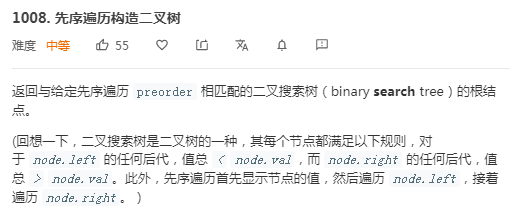 1008. 先序遍历构造二叉树
难度 中等 55
返回与给定先序遍历 preorder 相匹配的二叉搜索树（binary search tree）的根结
点。
(回想一下，二叉搜索树是二叉树的一种，其每个节点都满足以下规则，对
于 node.left 的任何后代，值总 < node.val，而 node.right 的任何后代，值
总 > node.val。此外，先序遍历首先显示节点的值，然后遍历 node.left，接着
遍历 node.right。）